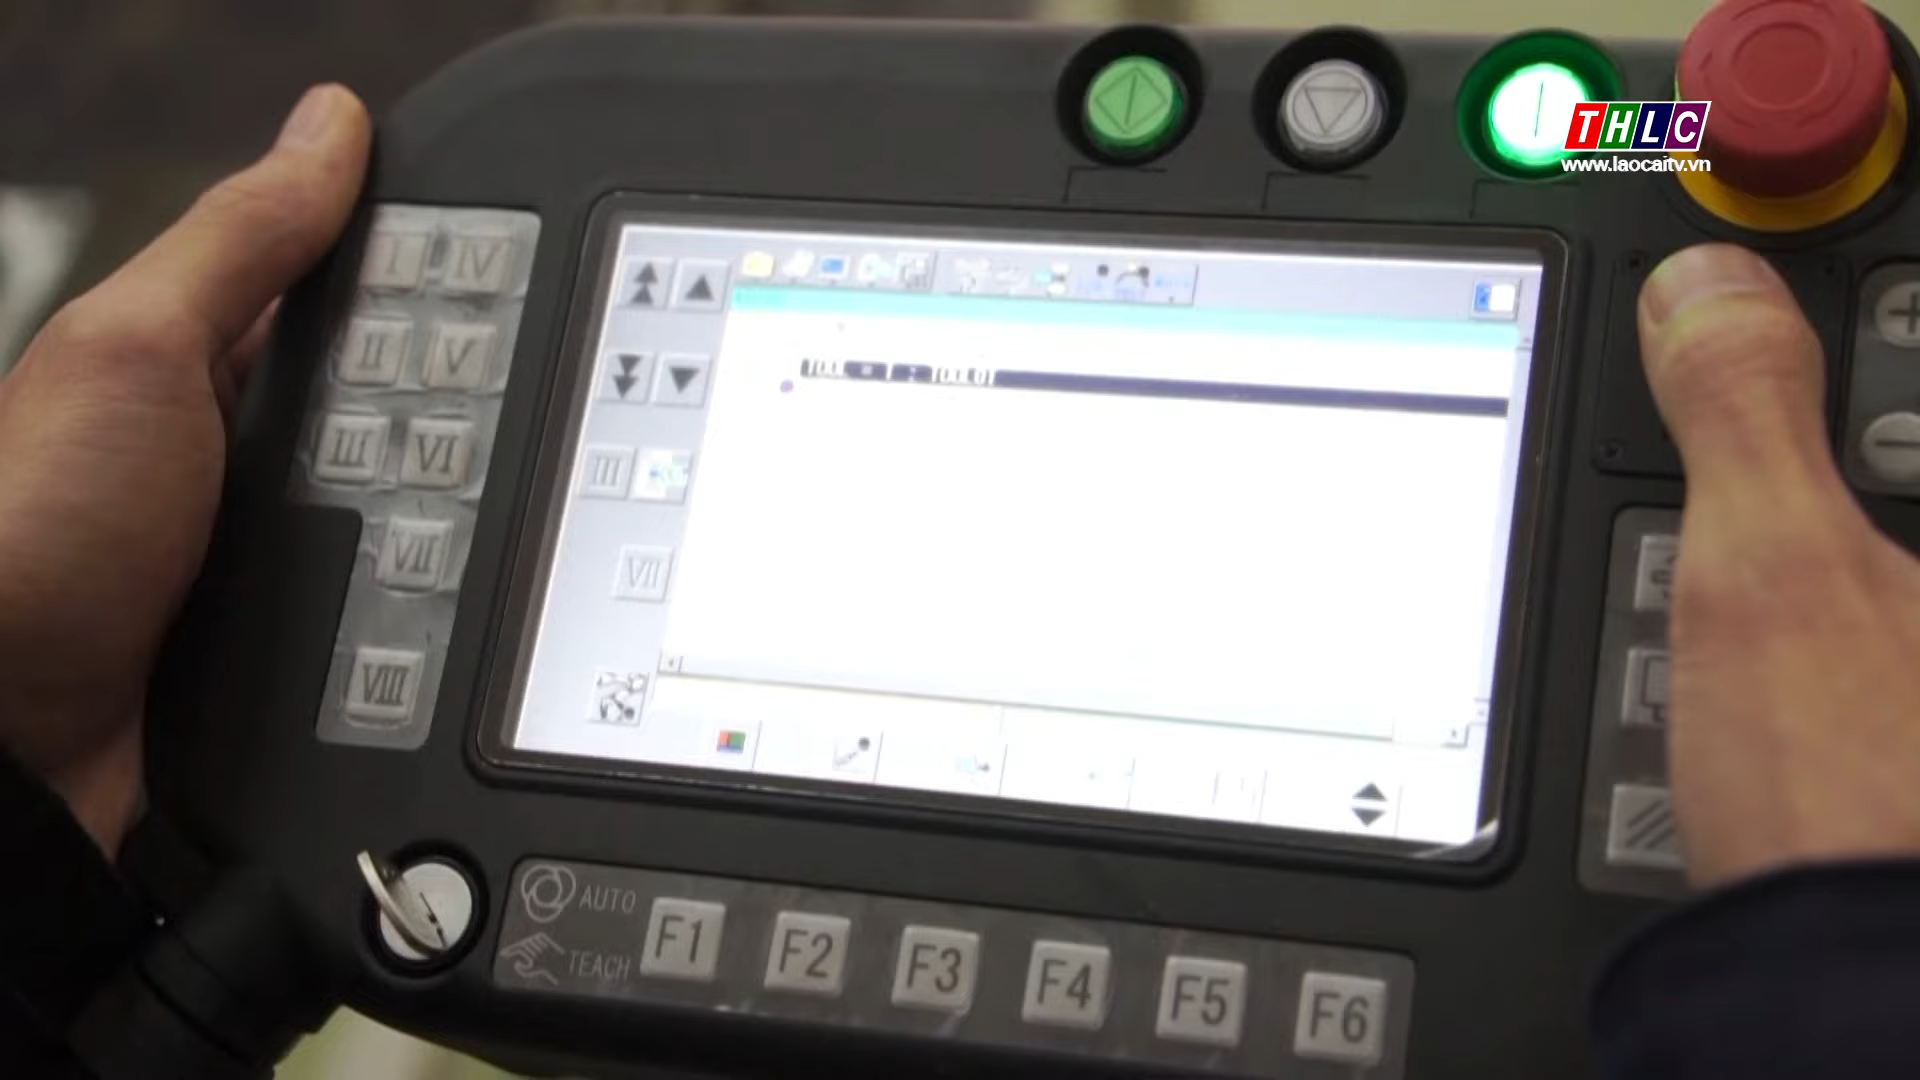 THLC
www.laocaitv.vn
I IV
II V
III VI
VII
VIII
III
VII
AUTO
TEACH
F1 F2 F3 F4 F5 F6